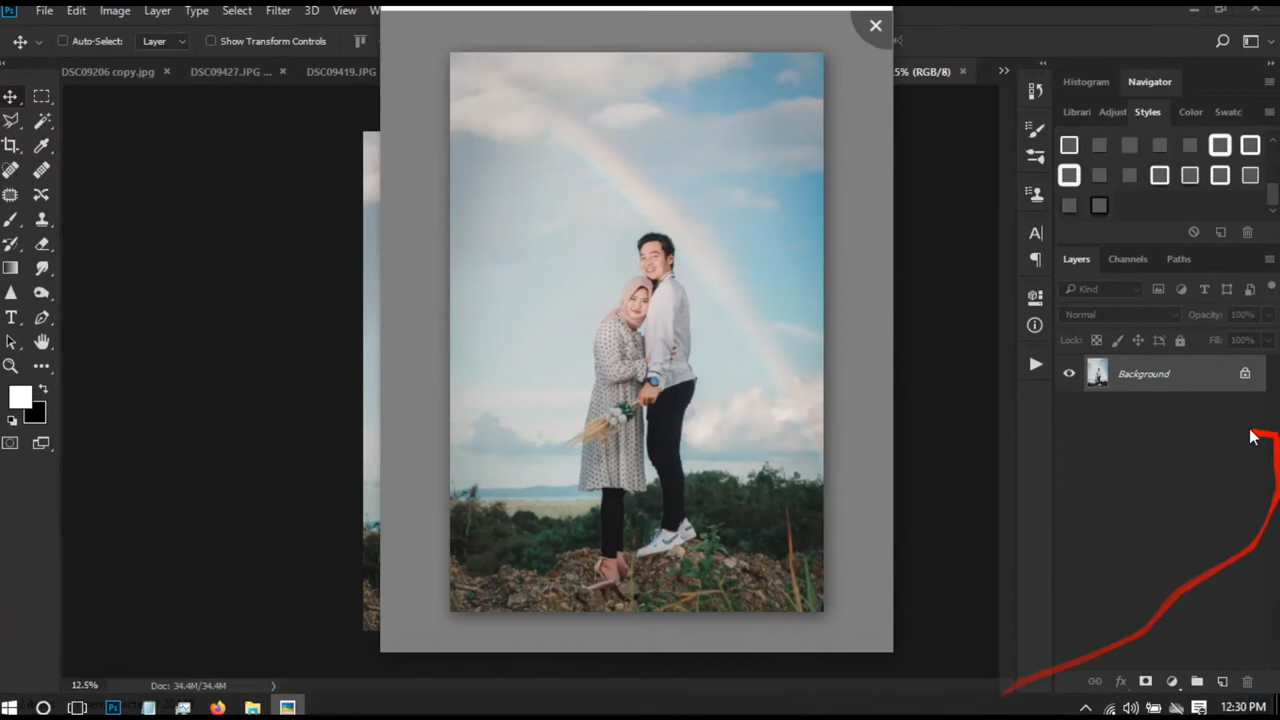 Ps File Edit Image Layer Type Select Filter 3D View W
Auto-Select: Layer Show Transform Controls
DSC09206 copy.jpg × DSC09427.JPG ... × DSC09419.JPG 5% (RGB/8) ×
Histogram Navigator
Librari Adjust Styles Color Swatc
Layers Channels Paths
Kind
Normal Opacity: 100%
Lock: Fill: 100%
Background
12.5% Doc: 34.4M/34.4M
12:30 PM